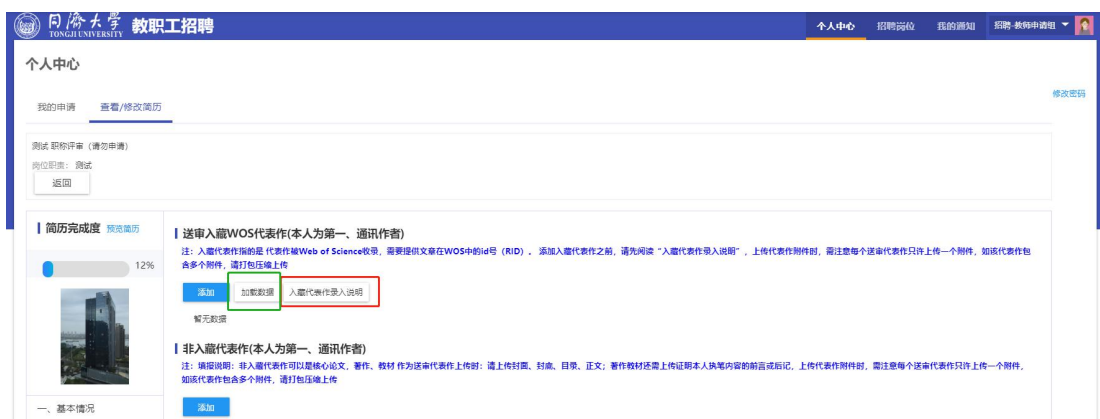 同濟大学
TONGJI UNIVERSITY
教职工招聘
个人中心
招聘岗位
我的通知
招聘-教师申请组
个人中心
修改密码
我的申请
查看/修改简历
测试 职称评审（请勿申请）
岗位职责： 测试
返回
简历完成度 预览简历
12%
一、基本情况
送审入藏WOS代表作(本人为第一、通讯作者)
注：入藏代表作指的是 代表作被Web of Science收录，需要提供文章在WOS中的id号（RID）。 添加入藏代表作之前，请先阅读“入藏代表作录入说明”，上传代表作附件时，需注意每个送审代表作只许上传一个附件，如该代表作包
含多个附件，请打包压缩上传
添加
加载数据
入藏代表作录入说明
暂无数据
非入藏代表作(本人为第一、通讯作者)
注：填报说明：非入藏代表作可以是核心论文，著作、教材 作为送审代表作上传时：请上传封面、封底、目录、正文；著作教材还需上传证明本人执笔内容的前言或后记，上传代表作附件时，需注意每个送审代表作只许上传一个附件，
如该代表作包含多个附件，请打包压缩上传
添加